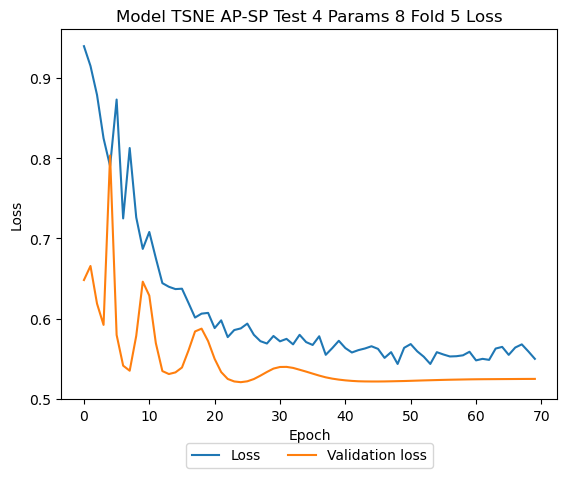 Model TSNE AP-SP Test 4 Params 8 Fold 5 Loss
0.9
0.8
0.7
0.6
0.5
Loss
0 10 20 30 40 50 60 70
Epoch
Loss Validation loss